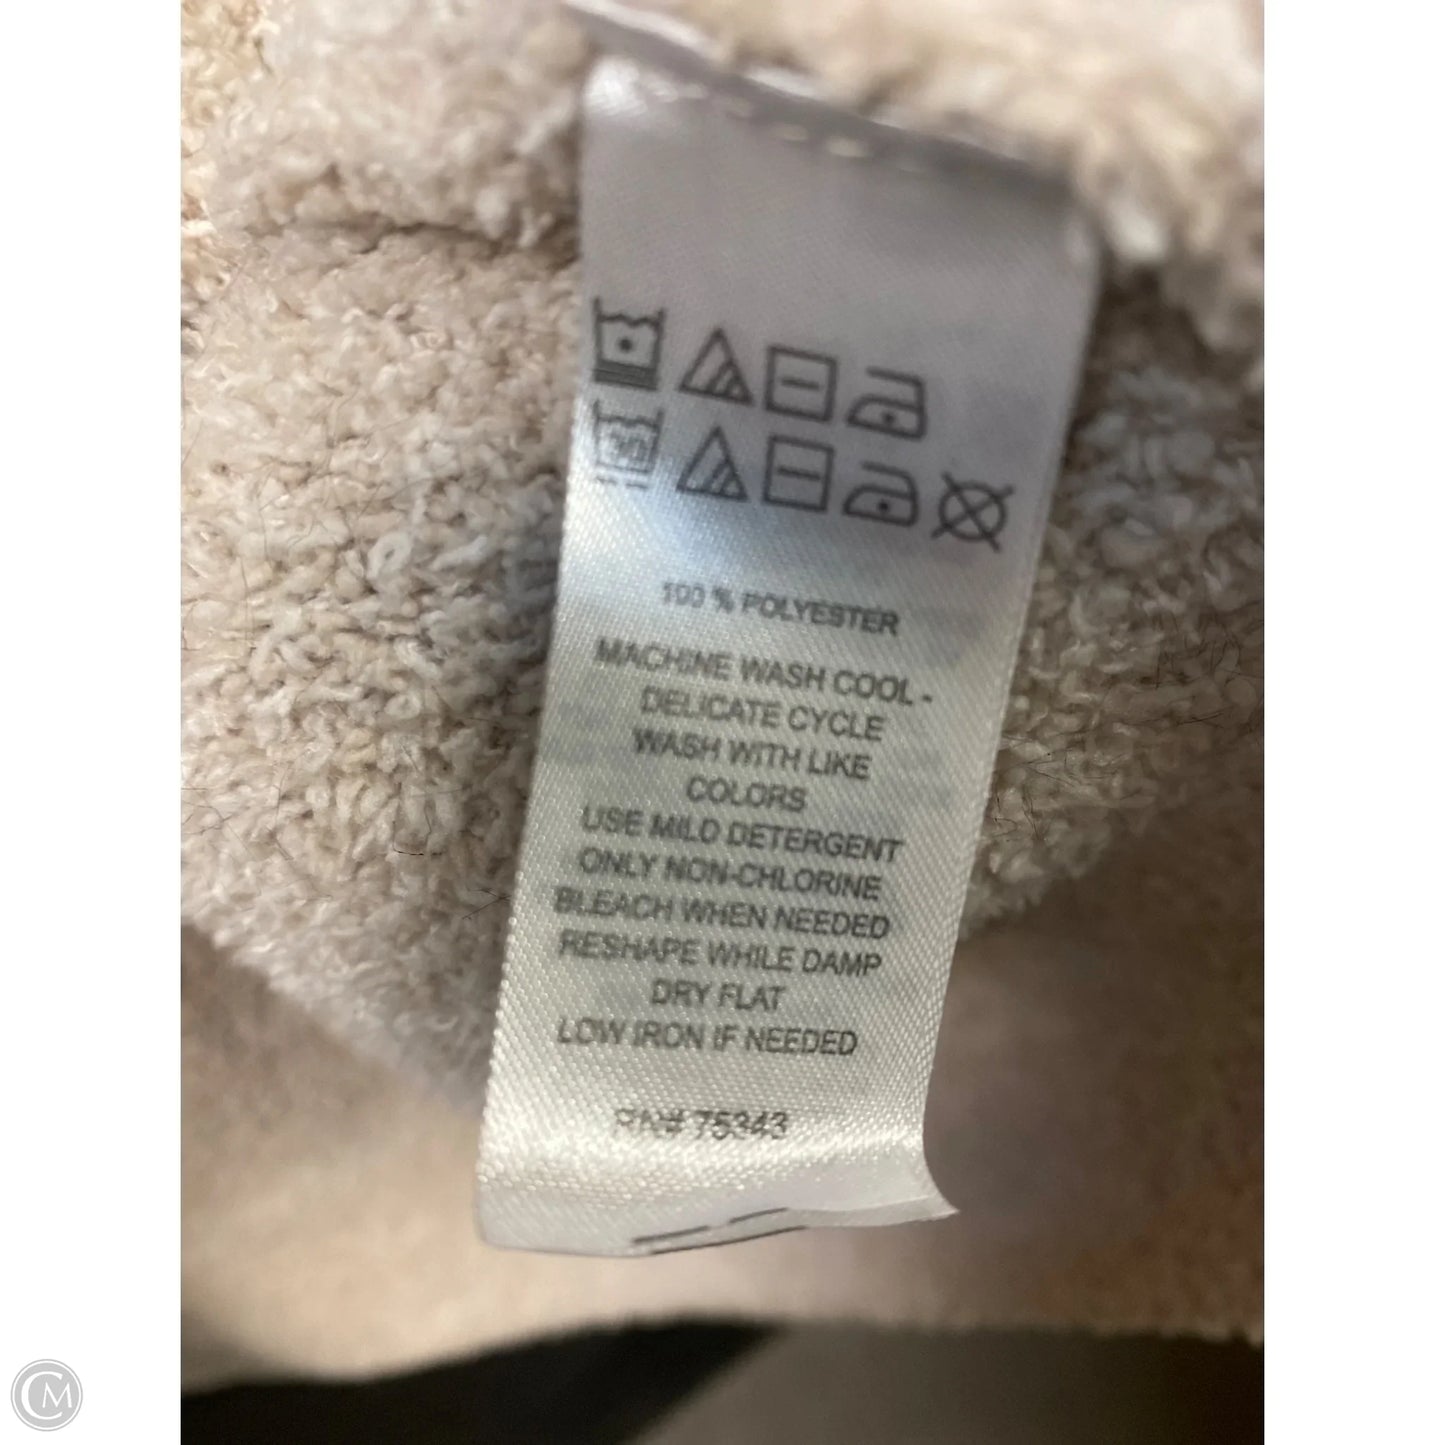 100 % POLYESTER
MACHINE WASH COOL -
DELICATE CYCLE
WASH WITH LIKE
COLORS
USE MILD DETERGENT
ONLY NON-CHLORINE
BLEACH WHEN NEEDED
RESHAPE WHILE DAMP
DRY FLAT
LOW IRON IF NEEDED
RN# 75343
CM